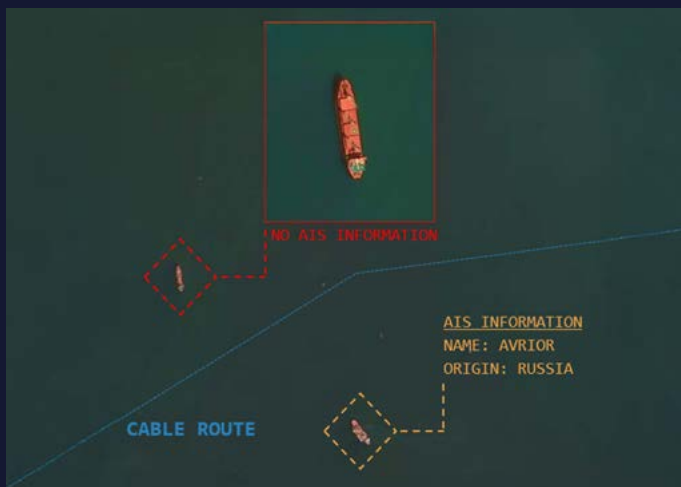 NO AIS INFORMATION
AIS INFORMATION
NAME: AVRIOR
ORIGIN: RUSSIA
CABLE ROUTE